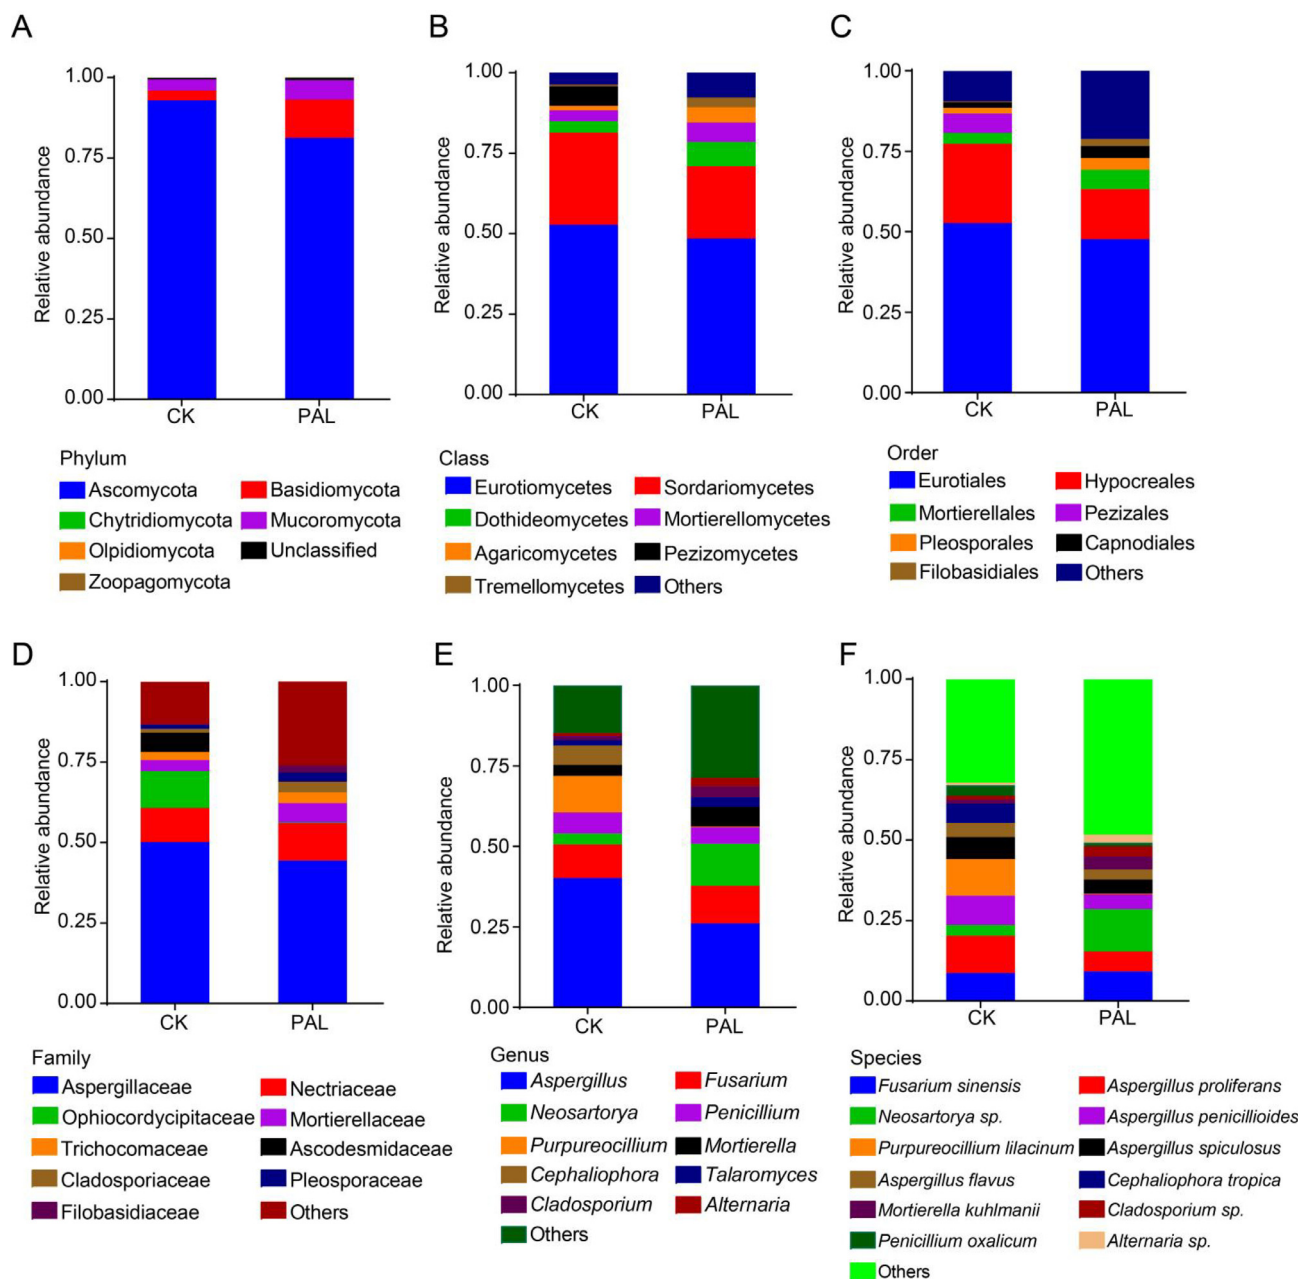 A
B
C
1.00
0.75
0.50
0.25
0.00
Relative abundance
CK
PAL
1.00
0.75
0.50
0.25
0.00
Relative abundance
CK
PAL
1.00
0.75
0.50
0.25
0.00
Relative abundance
CK
PAL
Phylum
Ascomycota Basidiomycota
Chytridiomycota Mucoromycota
Olpidiomycota Unclassified
Zoopagomycota
Class
Eurotiomycetes Sordariomycetes
Dothideomycetes Mortierellomycetes
Agaricomycetes Pezizomycetes
Tremellomycetes Others
Order
Eurotiales Hypocreales
Mortierellales Pezizales
Pleosporales Capnodiales
Filobasidiales Others
D
E
F
1.00
0.75
0.50
0.25
0.00
Relative abundance
CK
PAL
1.00
0.75
0.50
0.25
0.00
Relative abundance
CK
PAL
1.00
0.75
0.50
0.25
0.00
Relative abundance
CK
PAL
Family
Aspergillaceae Nectriaceae
Ophiocordycipitaceae Mortierellaceae
Trichocomaceae Ascodesmidaceae
Cladosporiaceae Pleosporaceae
Filobasidiaceae Others
Genus
Aspergillus Fusarium
Neosartorya Penicillium
Purpureocillium Mortierella
Cephaliophora Talaromyces
Cladosporium Alternaria
Others
Species
Fusarium sinensis Aspergillus proliferans
Neosartorya sp. Aspergillus penicillioides
Purpureocillium lilacinum Aspergillus spiculosus
Aspergillus flavus Cephaliophora tropica
Mortierella kuhlmanii Cladosporium sp.
Penicillium oxalicum Alternaria sp.
Others